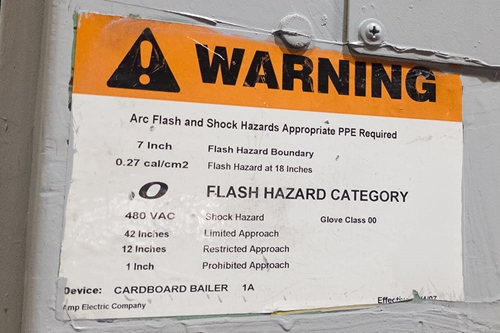 WARNING
Arc Flash and Shock Hazards Appropriate PPE Required
7 Inch Flash Hazard Boundary
0.27 cal/cm2 Flash Hazard at 18 Inches
0 FLASH HAZARD CATEGORY
480 VAC Shock Hazard Glove Class 00
42 Inches Limited Approach
12 Inches Restricted Approach
1 Inch Prohibited Approach
Device: CARDBOARD BAILER 1A
mp Electric Company